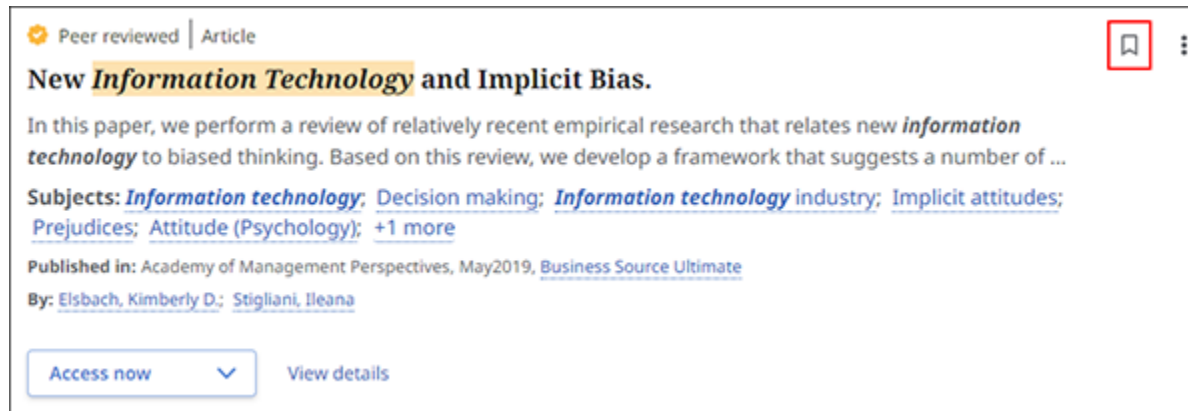 Peer reviewed | Article
New Information Technology and Implicit Bias.
In this paper, we perform a review of relatively recent empirical research that relates new information
technology to biased thinking. Based on this review, we develop a framework that suggests a number of ...
Subjects: Information technology; Decision making; Information technology industry; Implicit attitudes;
Prejudices; Attitude (Psychology); +1 more
Published in: Academy of Management Perspectives, May2019, Business Source Ultimate
By: Elsbach, Kimberly D.; Stigliani, Ileana
Access now View details